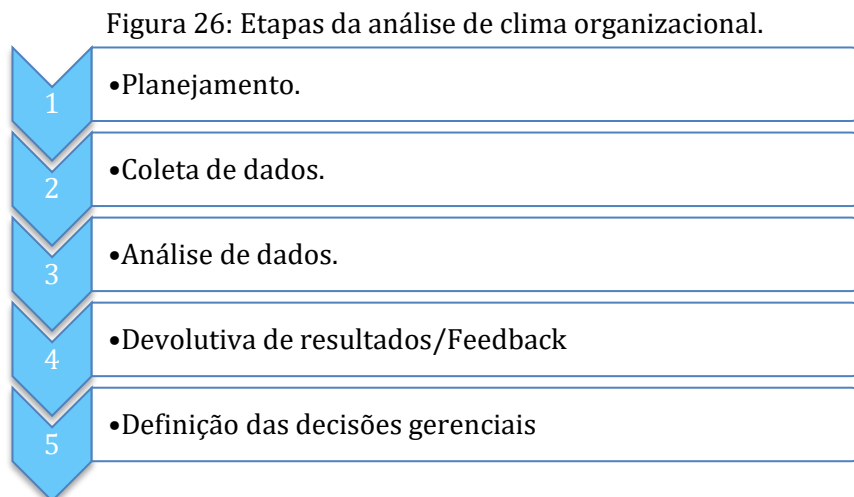 Figura 26: Etapas da análise de clima organizacional.
1
•Planejamento.
2
•Coleta de dados.
3
•Análise de dados.
4
•Devolutiva de resultados/Feedback
5
•Definição das decisões gerenciais